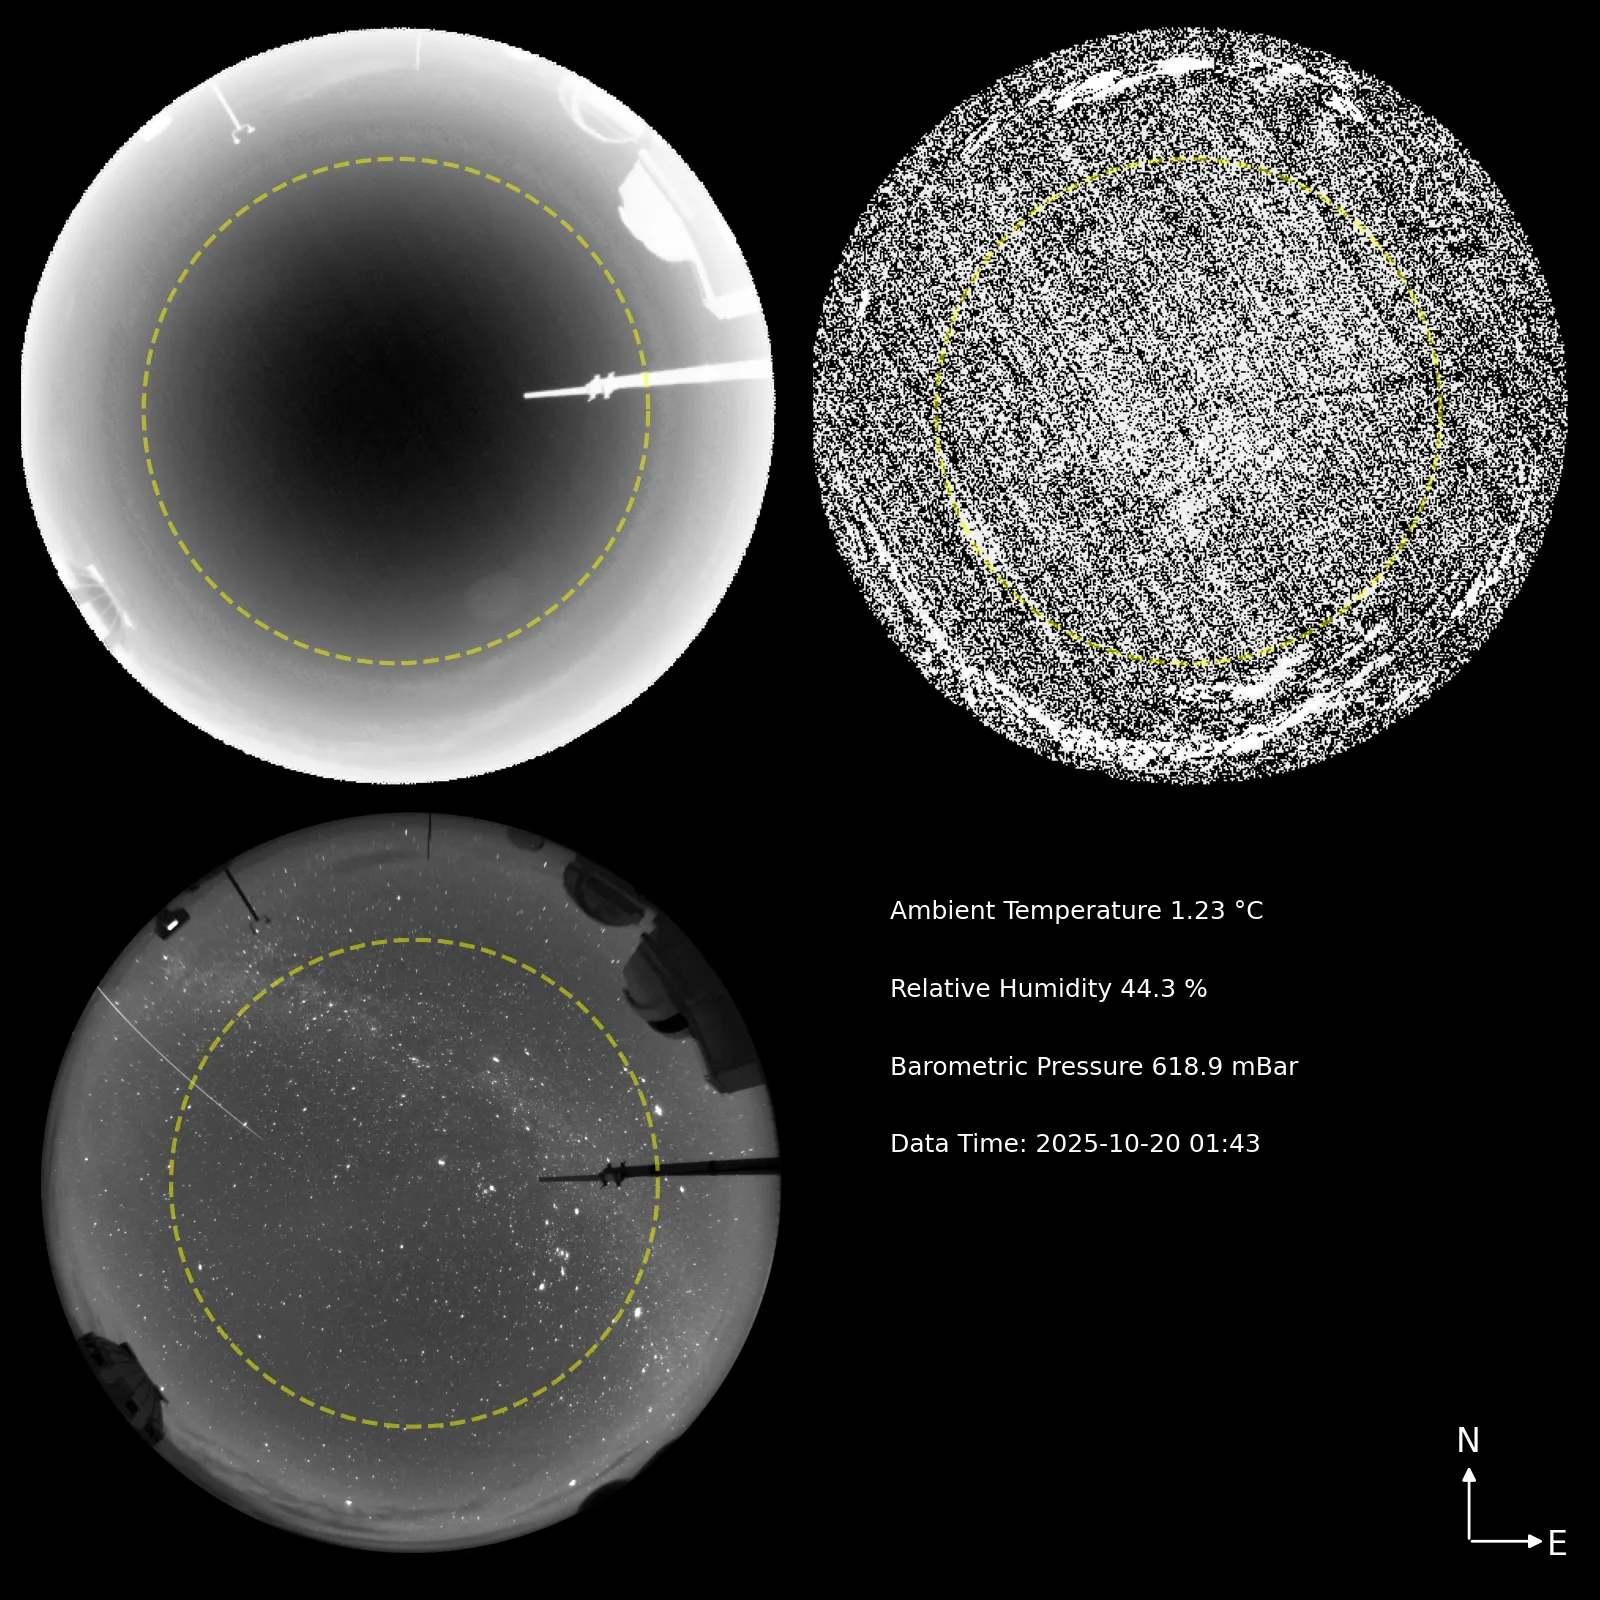 Ambient Temperature 1.23 °C
Relative Humidity 44.3 %
Barometric Pressure 618.9 mBar
Data Time: 2025-10-20 01:43
N
E